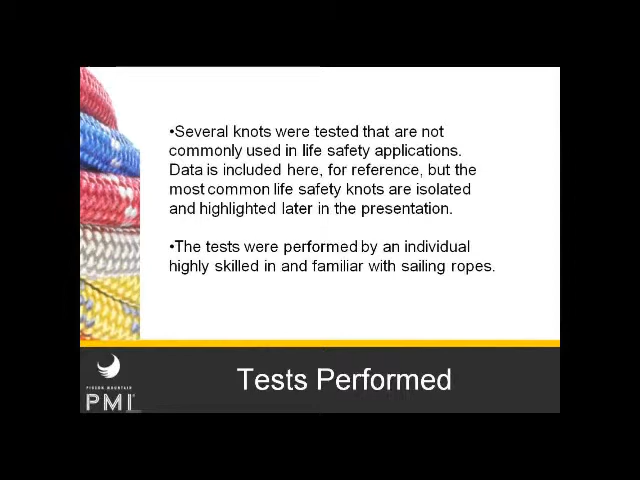 •Several knots were tested that are not
commonly used in life safety applications.
Data is included here, for reference, but the
most common life safety knots are isolated
and highlighted later in the presentation.
•The tests were performed by an individual
highly skilled in and familiar with sailing ropes.
Tests Performed
PIGEON MOUNTAIN
PMI